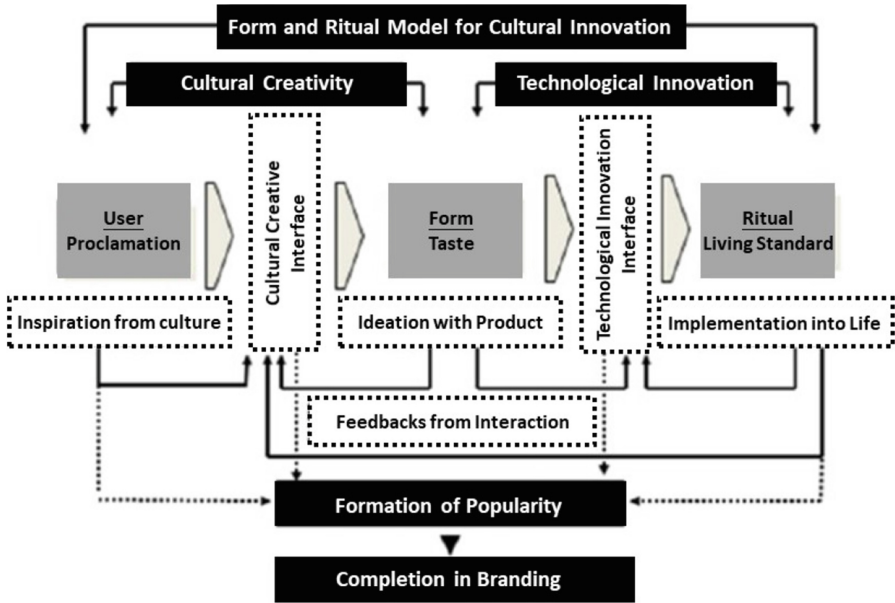 Form and Ritual Model for Cultural Innovation
Cultural Creativity
Technological Innovation
User
Proclamation
Cultural Creative
Interface
Form
Taste
Technological Innovation
Interface
Ritual
Living Standard
Inspiration from culture
Ideation with Product
Implementation into Life
Feedbacks from Interaction
Formation of Popularity
Completion in Branding